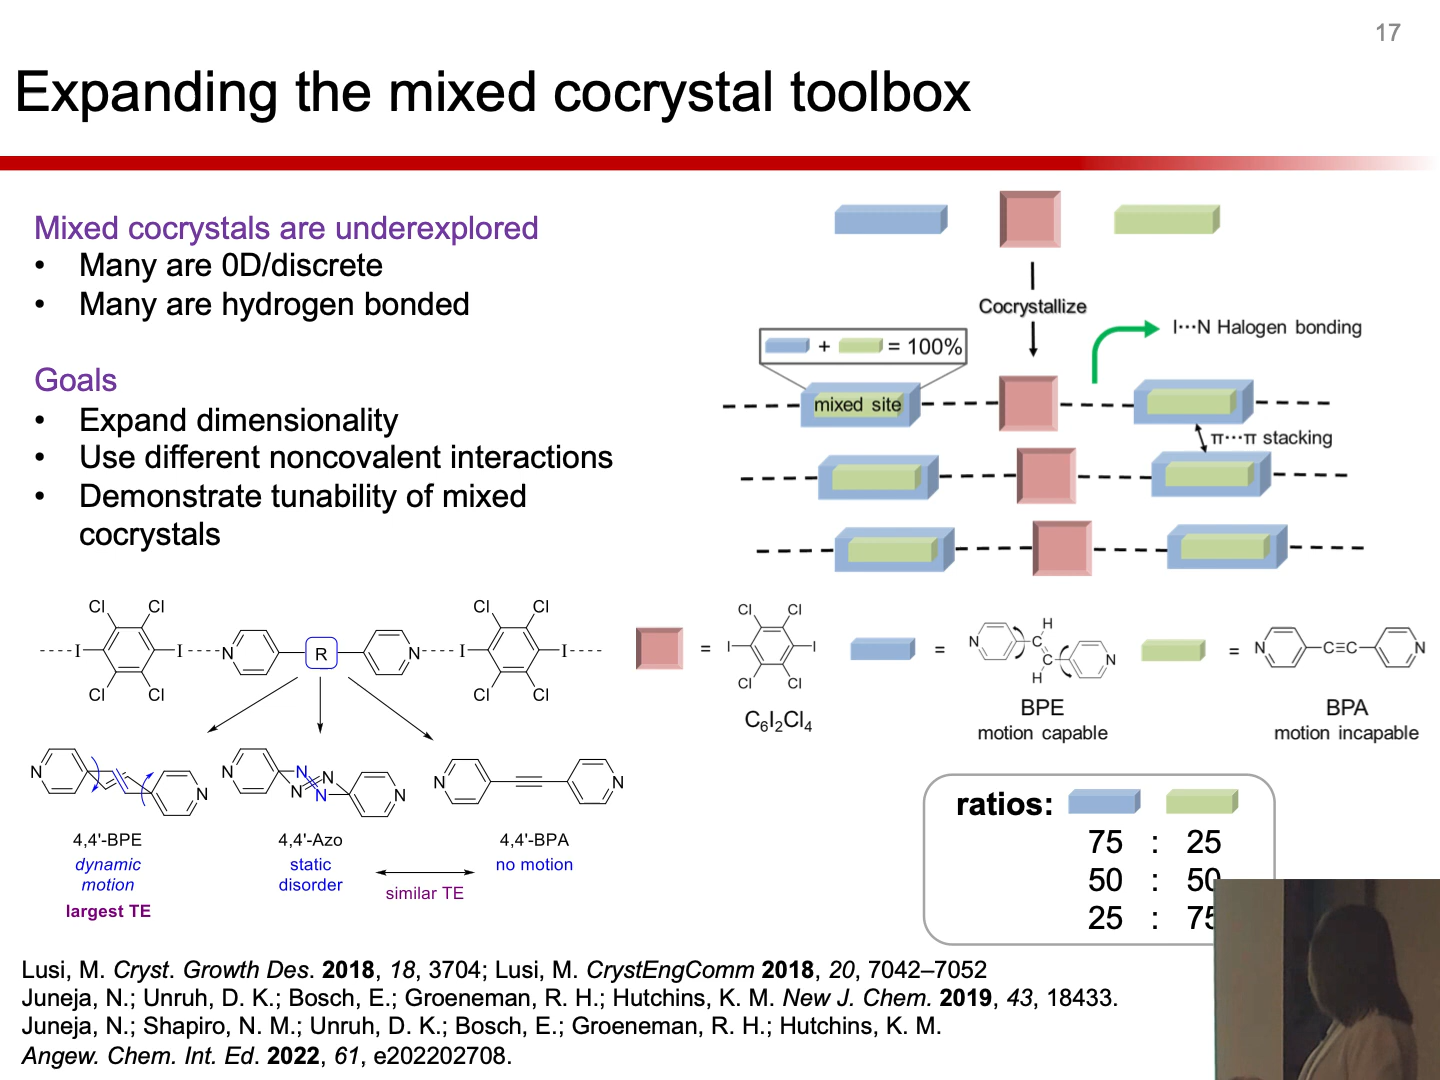 17
Expanding the mixed cocrystal toolbox
Mixed cocrystals are underexplored
• Many are 0D/discrete
• Many are hydrogen bonded
Goals
• Expand dimensionality
• Use different noncovalent interactions
• Demonstrate tunability of mixed
cocrystals
Cocrystallize
I···N Halogen bonding
+ = 100%
mixed site
π···π stacking
Cl Cl Cl Cl
I I N R N I I
Cl Cl Cl Cl
N N
4,4'-BPE
dynamic
motion
largest TE
N N N N N N
4,4'-Azo
static
disorder
similar TE
N N
4,4'-BPA
no motion
=
Cl Cl
I I
Cl Cl
C₆I₂Cl₄
=
N C H C H N
BPE
motion capable
=
N C≡C N
BPA
motion incapable
ratios:
75 : 25
50 : 50
25 : 75
Lusi, M. Cryst. Growth Des. 2018, 18, 3704; Lusi, M. CrystEngComm 2018, 20, 7042–7052
Juneja, N.; Unruh, D. K.; Bosch, E.; Groeneman, R. H.; Hutchins, K. M. New J. Chem. 2019, 43, 18433.
Juneja, N.; Shapiro, N. M.; Unruh, D. K.; Bosch, E.; Groeneman, R. H.; Hutchins, K. M.
Angew. Chem. Int. Ed. 2022, 61, e202202708.